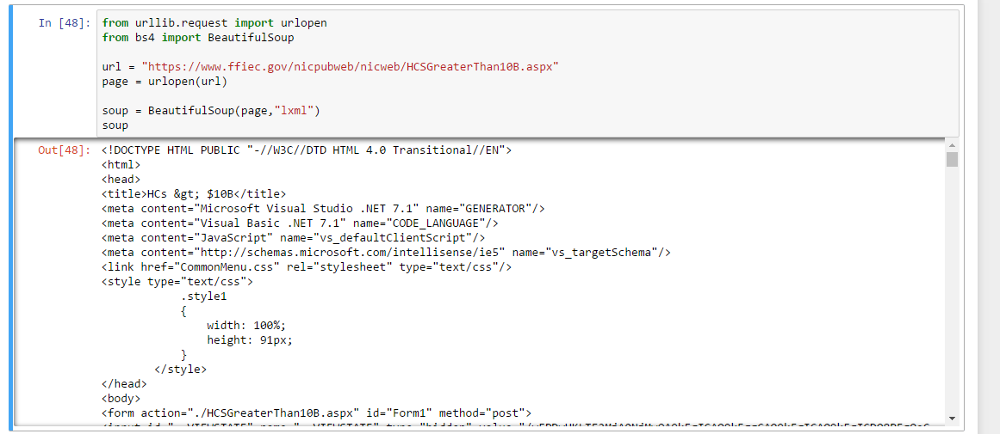 In [48]: from urllib.request import urlopen
from bs4 import BeautifulSoup
url = "https://www.ffiec.gov/nicpubweb/nicweb/HCSGreaterThan10B.aspx"
page = urlopen(url)
soup = BeautifulSoup(page,"lxml")
soup
Out[48]: <!DOCTYPE HTML PUBLIC "-//W3C//DTD HTML 4.0 Transitional//EN">
<html>
<head>
<title>HCs &gt; $10B</title>
<meta content="Microsoft Visual Studio .NET 7.1" name="GENERATOR"/>
<meta content="Visual Basic .NET 7.1" name="CODE_LANGUAGE"/>
<meta content="JavaScript" name="vs_defaultClientScript"/>
<meta content="http://schemas.microsoft.com/intellisense/ie5" name="vs_targetSchema"/>
<link href="CommonMenu.css" rel="stylesheet" type="text/css"/>
<style type="text/css">
.style1
{
width: 100%;
height: 91px;
}
</style>
</head>
<body>
<form action="./HCSGreaterThan10B.aspx" id="Form1" method="post">